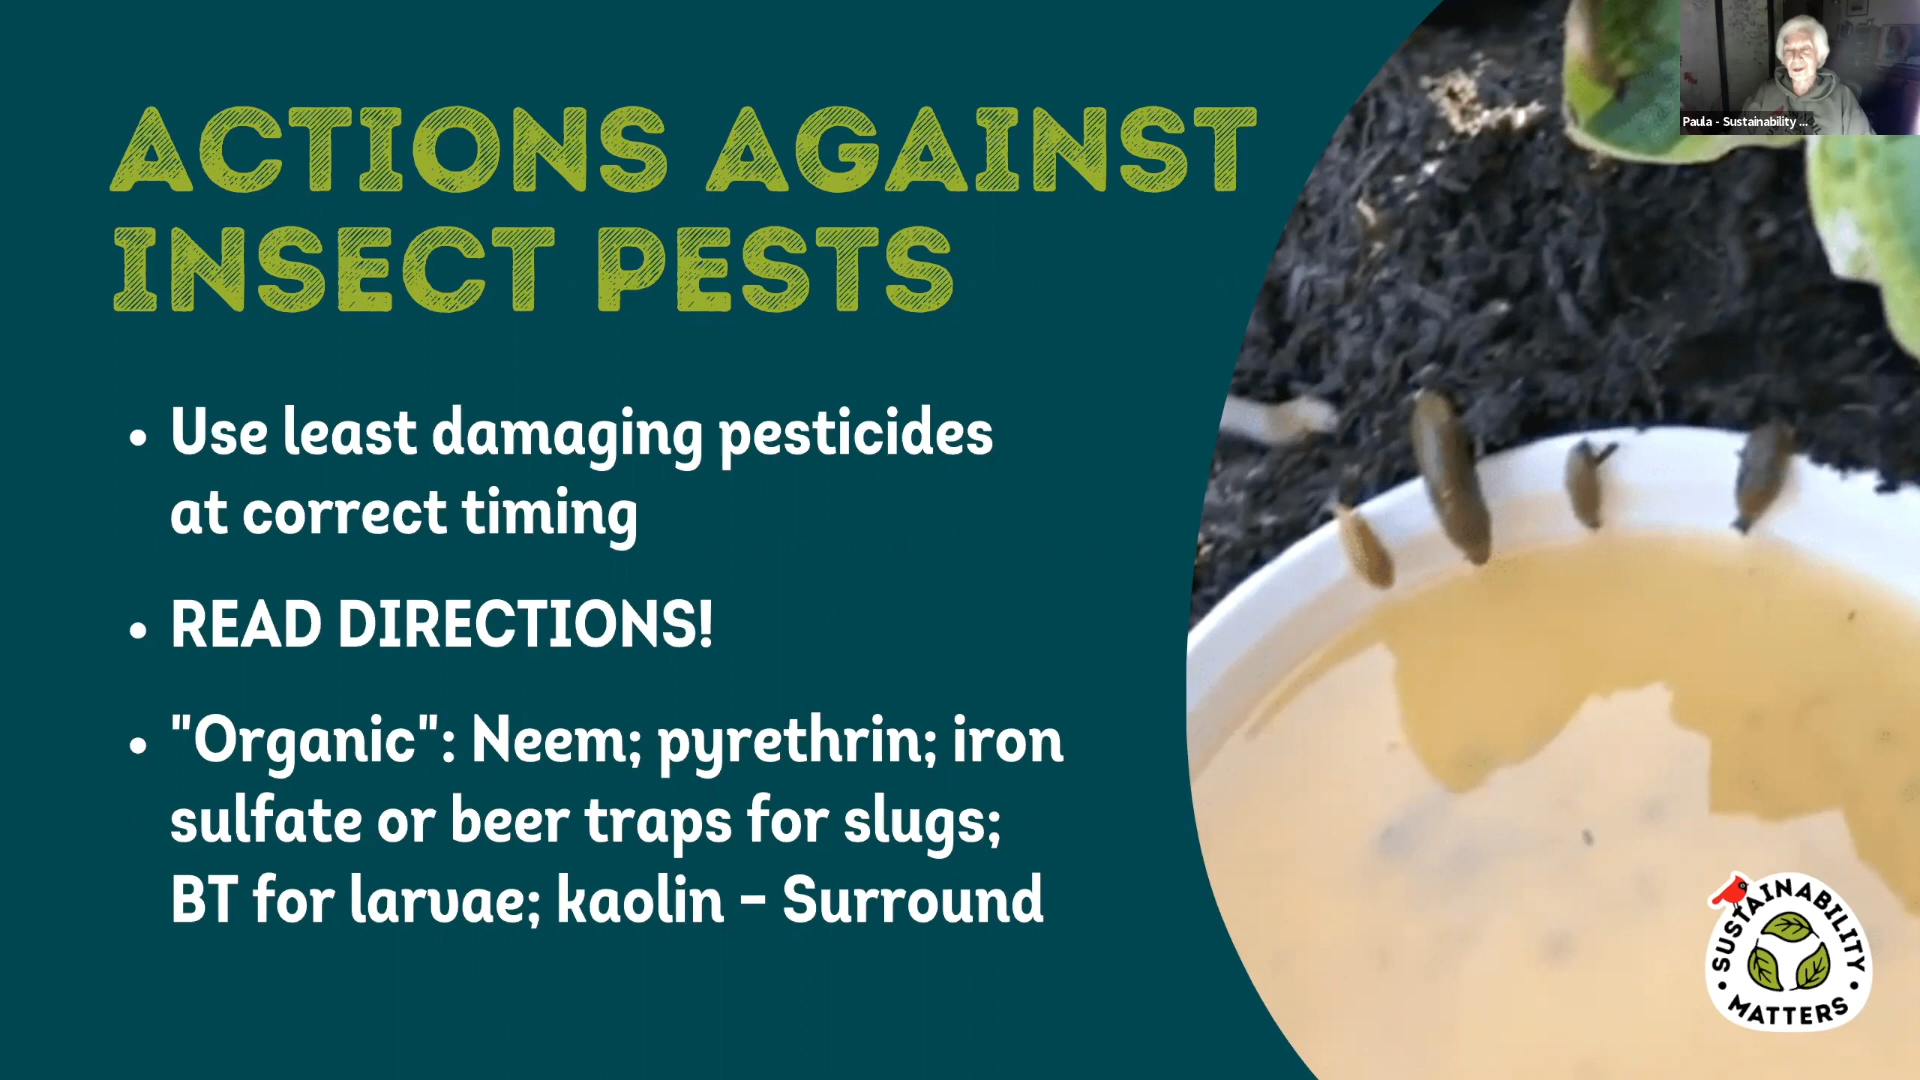 ACTIONS AGAINST
INSECT PESTS
• Use least damaging pesticides
at correct timing
• READ DIRECTIONS!
• "Organic": Neem; pyrethrin; iron
sulfate or beer traps for slugs;
BT for larvae; kaolin – Surround
Paula - Sustainability ...
SUSTAINABILITY
• MATTERS •